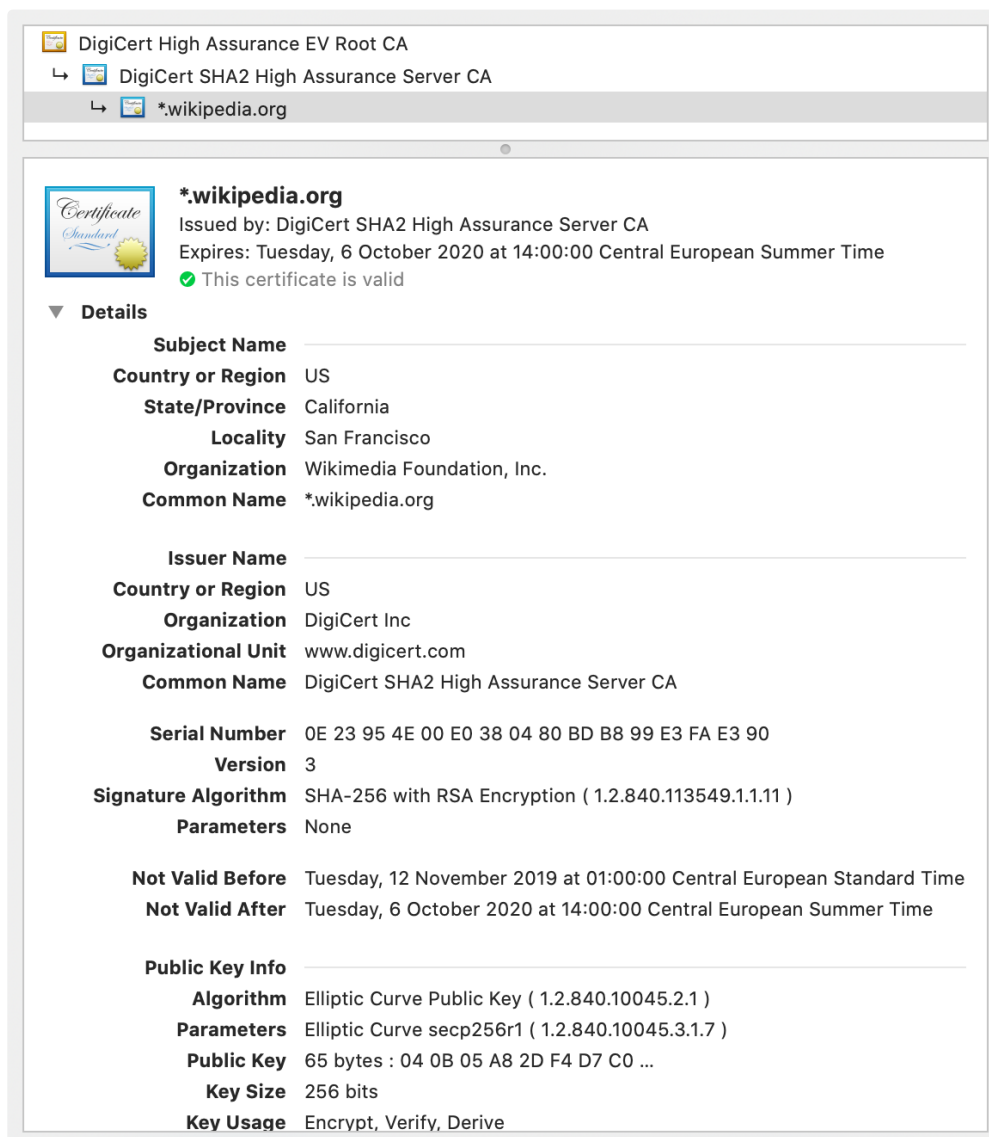 DigiCert High Assurance EV Root CA
↳ DigiCert SHA2 High Assurance Server CA
↳ *.wikipedia.org
Certificate
Standard
*.wikipedia.org
Issued by: DigiCert SHA2 High Assurance Server CA
Expires: Tuesday, 6 October 2020 at 14:00:00 Central European Summer Time
This certificate is valid
Details
Subject Name
Country or Region US
State/Province California
Locality San Francisco
Organization Wikimedia Foundation, Inc.
Common Name *.wikipedia.org
Issuer Name
Country or Region US
Organization DigiCert Inc
Organizational Unit www.digicert.com
Common Name DigiCert SHA2 High Assurance Server CA
Serial Number 0E 23 95 4E 00 E0 38 04 80 BD B8 99 E3 FA E3 90
Version 3
Signature Algorithm SHA-256 with RSA Encryption ( 1.2.840.113549.1.1.11 )
Parameters None
Not Valid Before Tuesday, 12 November 2019 at 01:00:00 Central European Standard Time
Not Valid After Tuesday, 6 October 2020 at 14:00:00 Central European Summer Time
Public Key Info
Algorithm Elliptic Curve Public Key ( 1.2.840.10045.2.1 )
Parameters Elliptic Curve secp256r1 ( 1.2.840.10045.3.1.7 )
Public Key 65 bytes : 04 0B 05 A8 2D F4 D7 C0 ...
Key Size 256 bits
Key Usage Encrypt, Verify, Derive